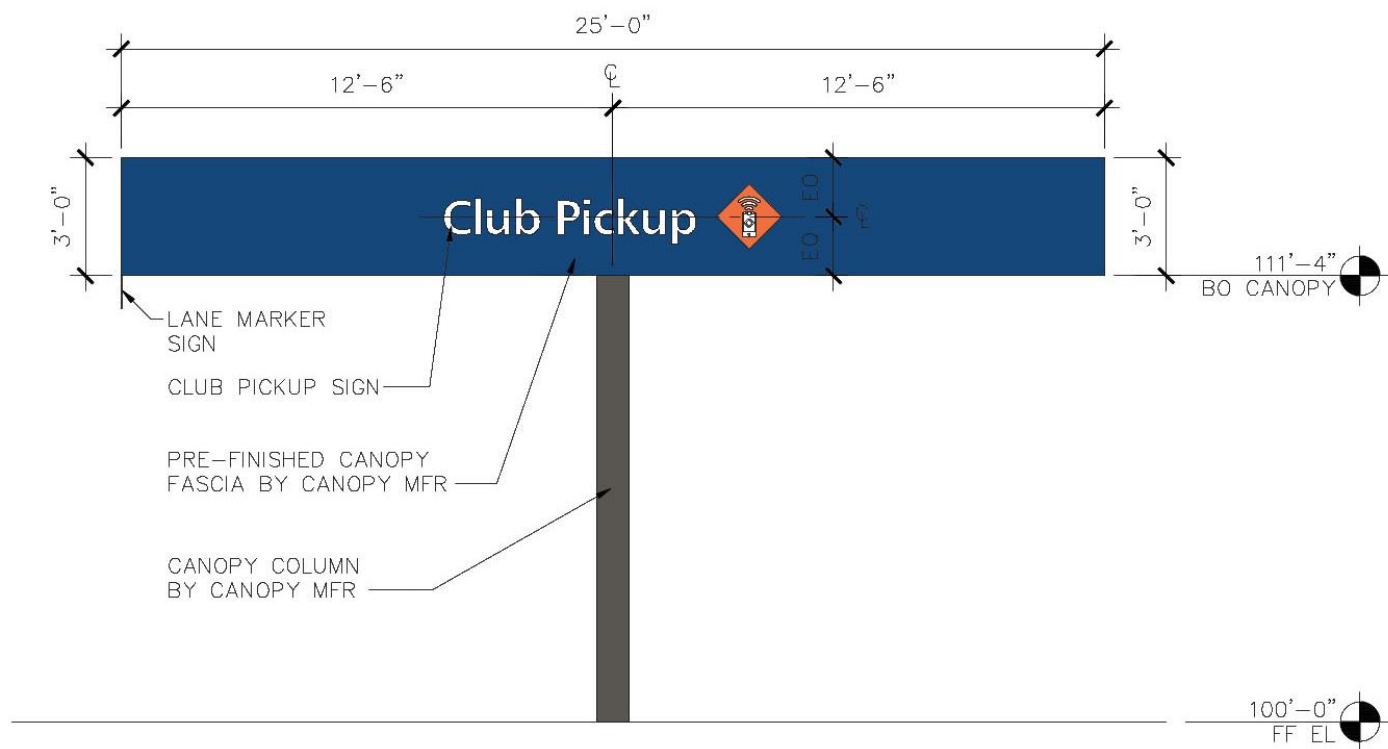 25'-0"
12'-6"
℄
12'-6"
3'-0"
Club Pickup
EQ
EQ
℄
3'-0"
111'-4"
BO CANOPY
LANE MARKER
SIGN
CLUB PICKUP SIGN
PRE-FINISHED CANOPY
FASCIA BY CANOPY MFR
CANOPY COLUMN
BY CANOPY MFR
100'-0"
FF EL